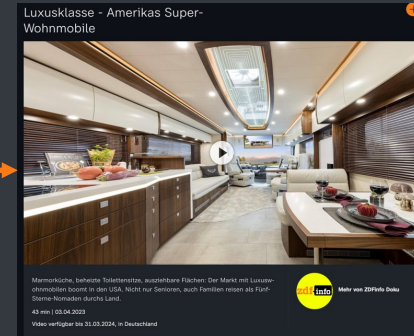 Luxusklasse - Amerikas Super-
Wohnmobile
Marmorküche, beheizte Toilettensitze, ausziehbare Flächen: Der Markt mit Luxusw-
ohnmobilen boomt in den USA. Nicht nur Senioren, auch Familien reisen als Fünf-
Sterne-Nomaden durchs Land.
43 min | 03.04.2023
Video verfügbar bis 31.03.2024, in Deutschland
zdf info
Mehr von ZDFinfo Doku